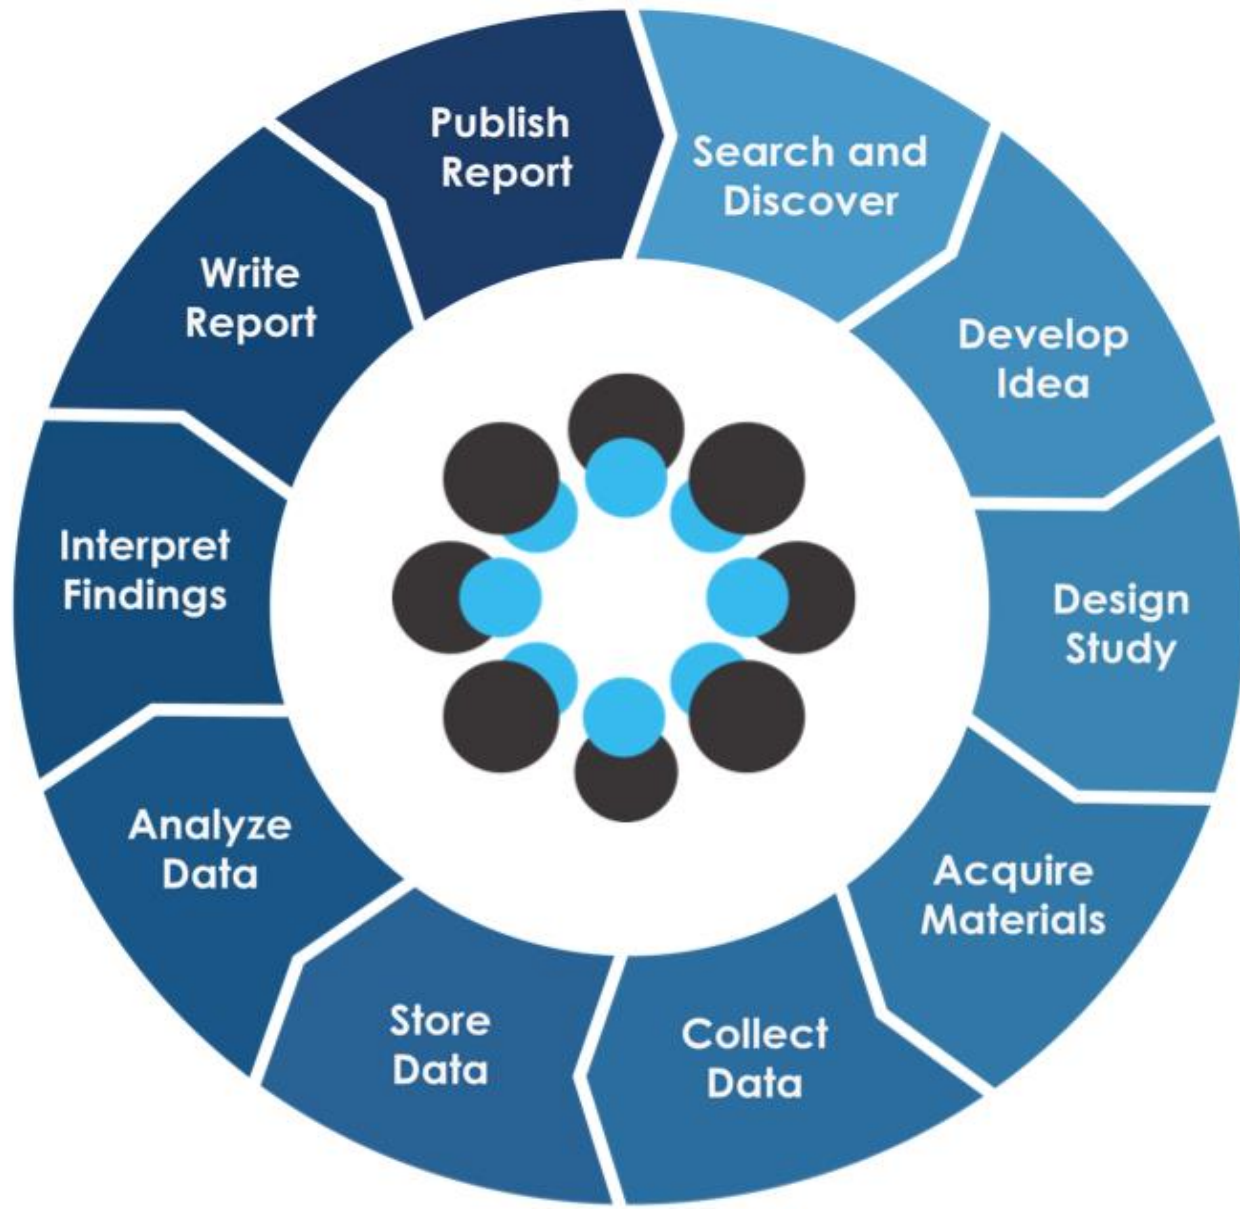 Search and
Discover
Develop
Idea
Design
Study
Acquire
Materials
Collect
Data
Store
Data
Analyze
Data
Interpret
Findings
Write
Report
Publish
Report